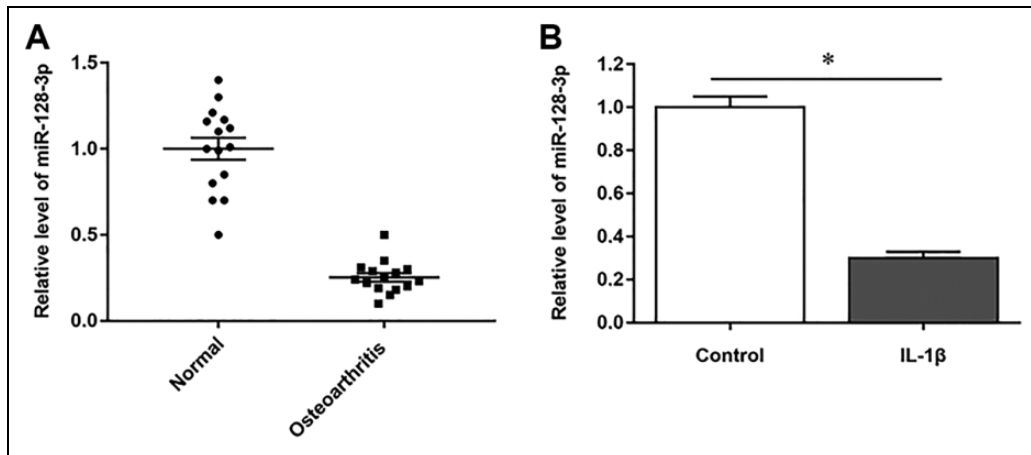 A
Relative level of miR-128-3p
1.5
1.0
0.5
0.0
Normal
Osteoarthritis
B
Relative level of miR-128-3p
1.2
1.0
0.8
0.6
0.4
0.2
0.0
*
Control
IL-1β